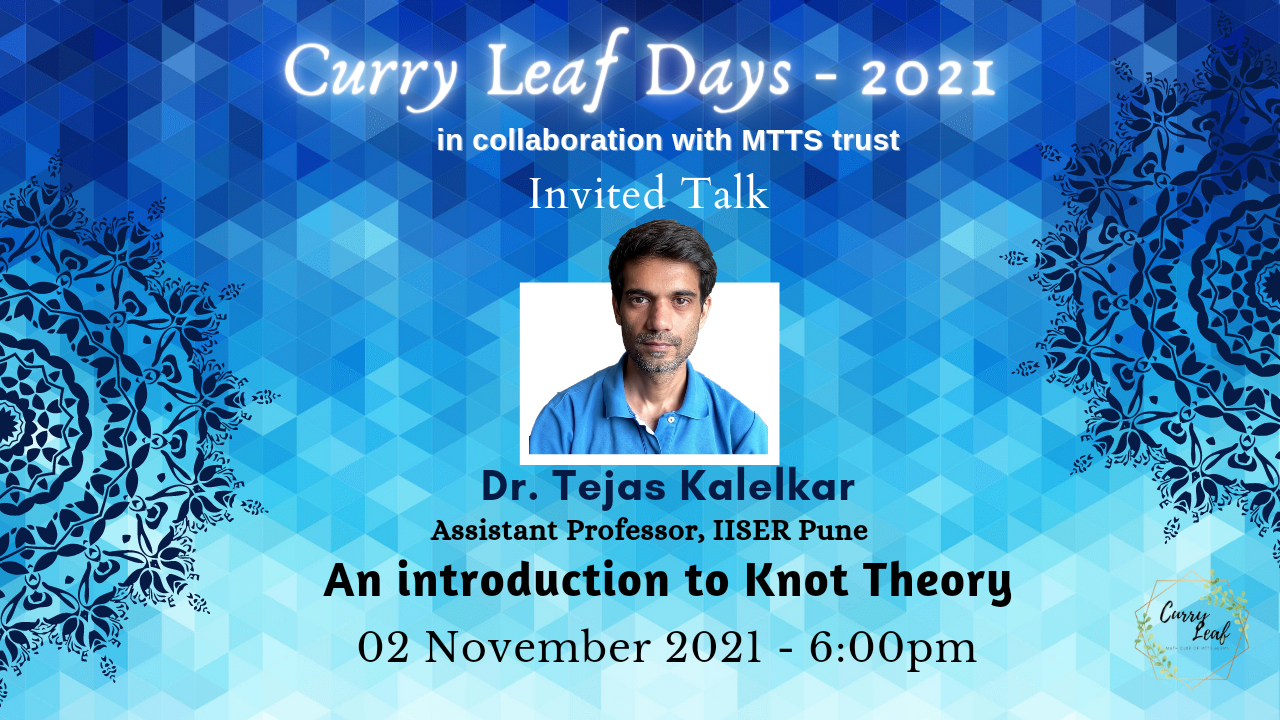 Curry Leaf Days - 2021
in collaboration with MTTS trust
Invited Talk
Dr. Tejas Kalelkar
Assistant Professor, IISER Pune
An introduction to Knot Theory
02 November 2021 - 6:00pm
Curry
Leaf